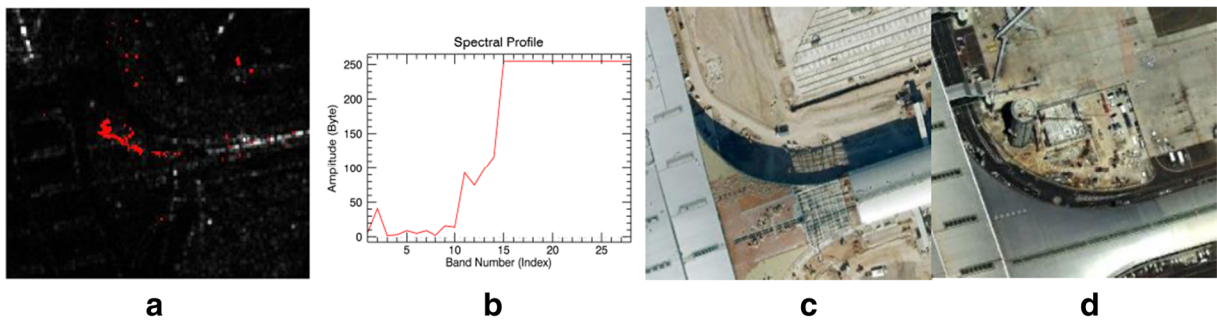 Spectral Profile
250
200
150
100
50
0
Amplitude (Byte)
5 10 15 20 25
Band Number (Index)
a b c d